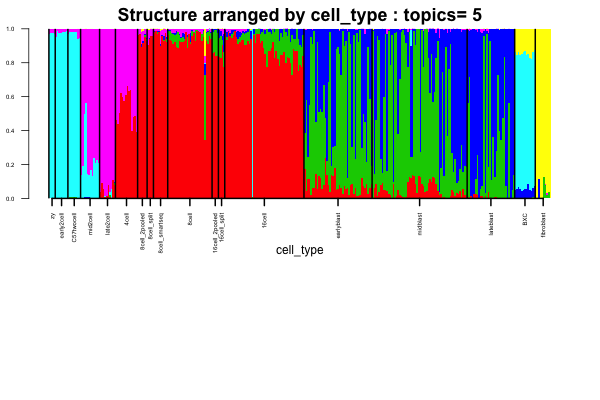 Structure arranged by cell_type : topics= 5
1.0
0.8
0.6
0.4
0.2
0.0
zy
early2cell
C57twocell
mid2cell
late2cell
4cell
8cell_2pooled
8cell_split
8cell_smartseq
8cell
16cell_2pooled
16cell_split
16cell
earlyblast
midblast
lateblast
BXC
fibroblast
cell_type